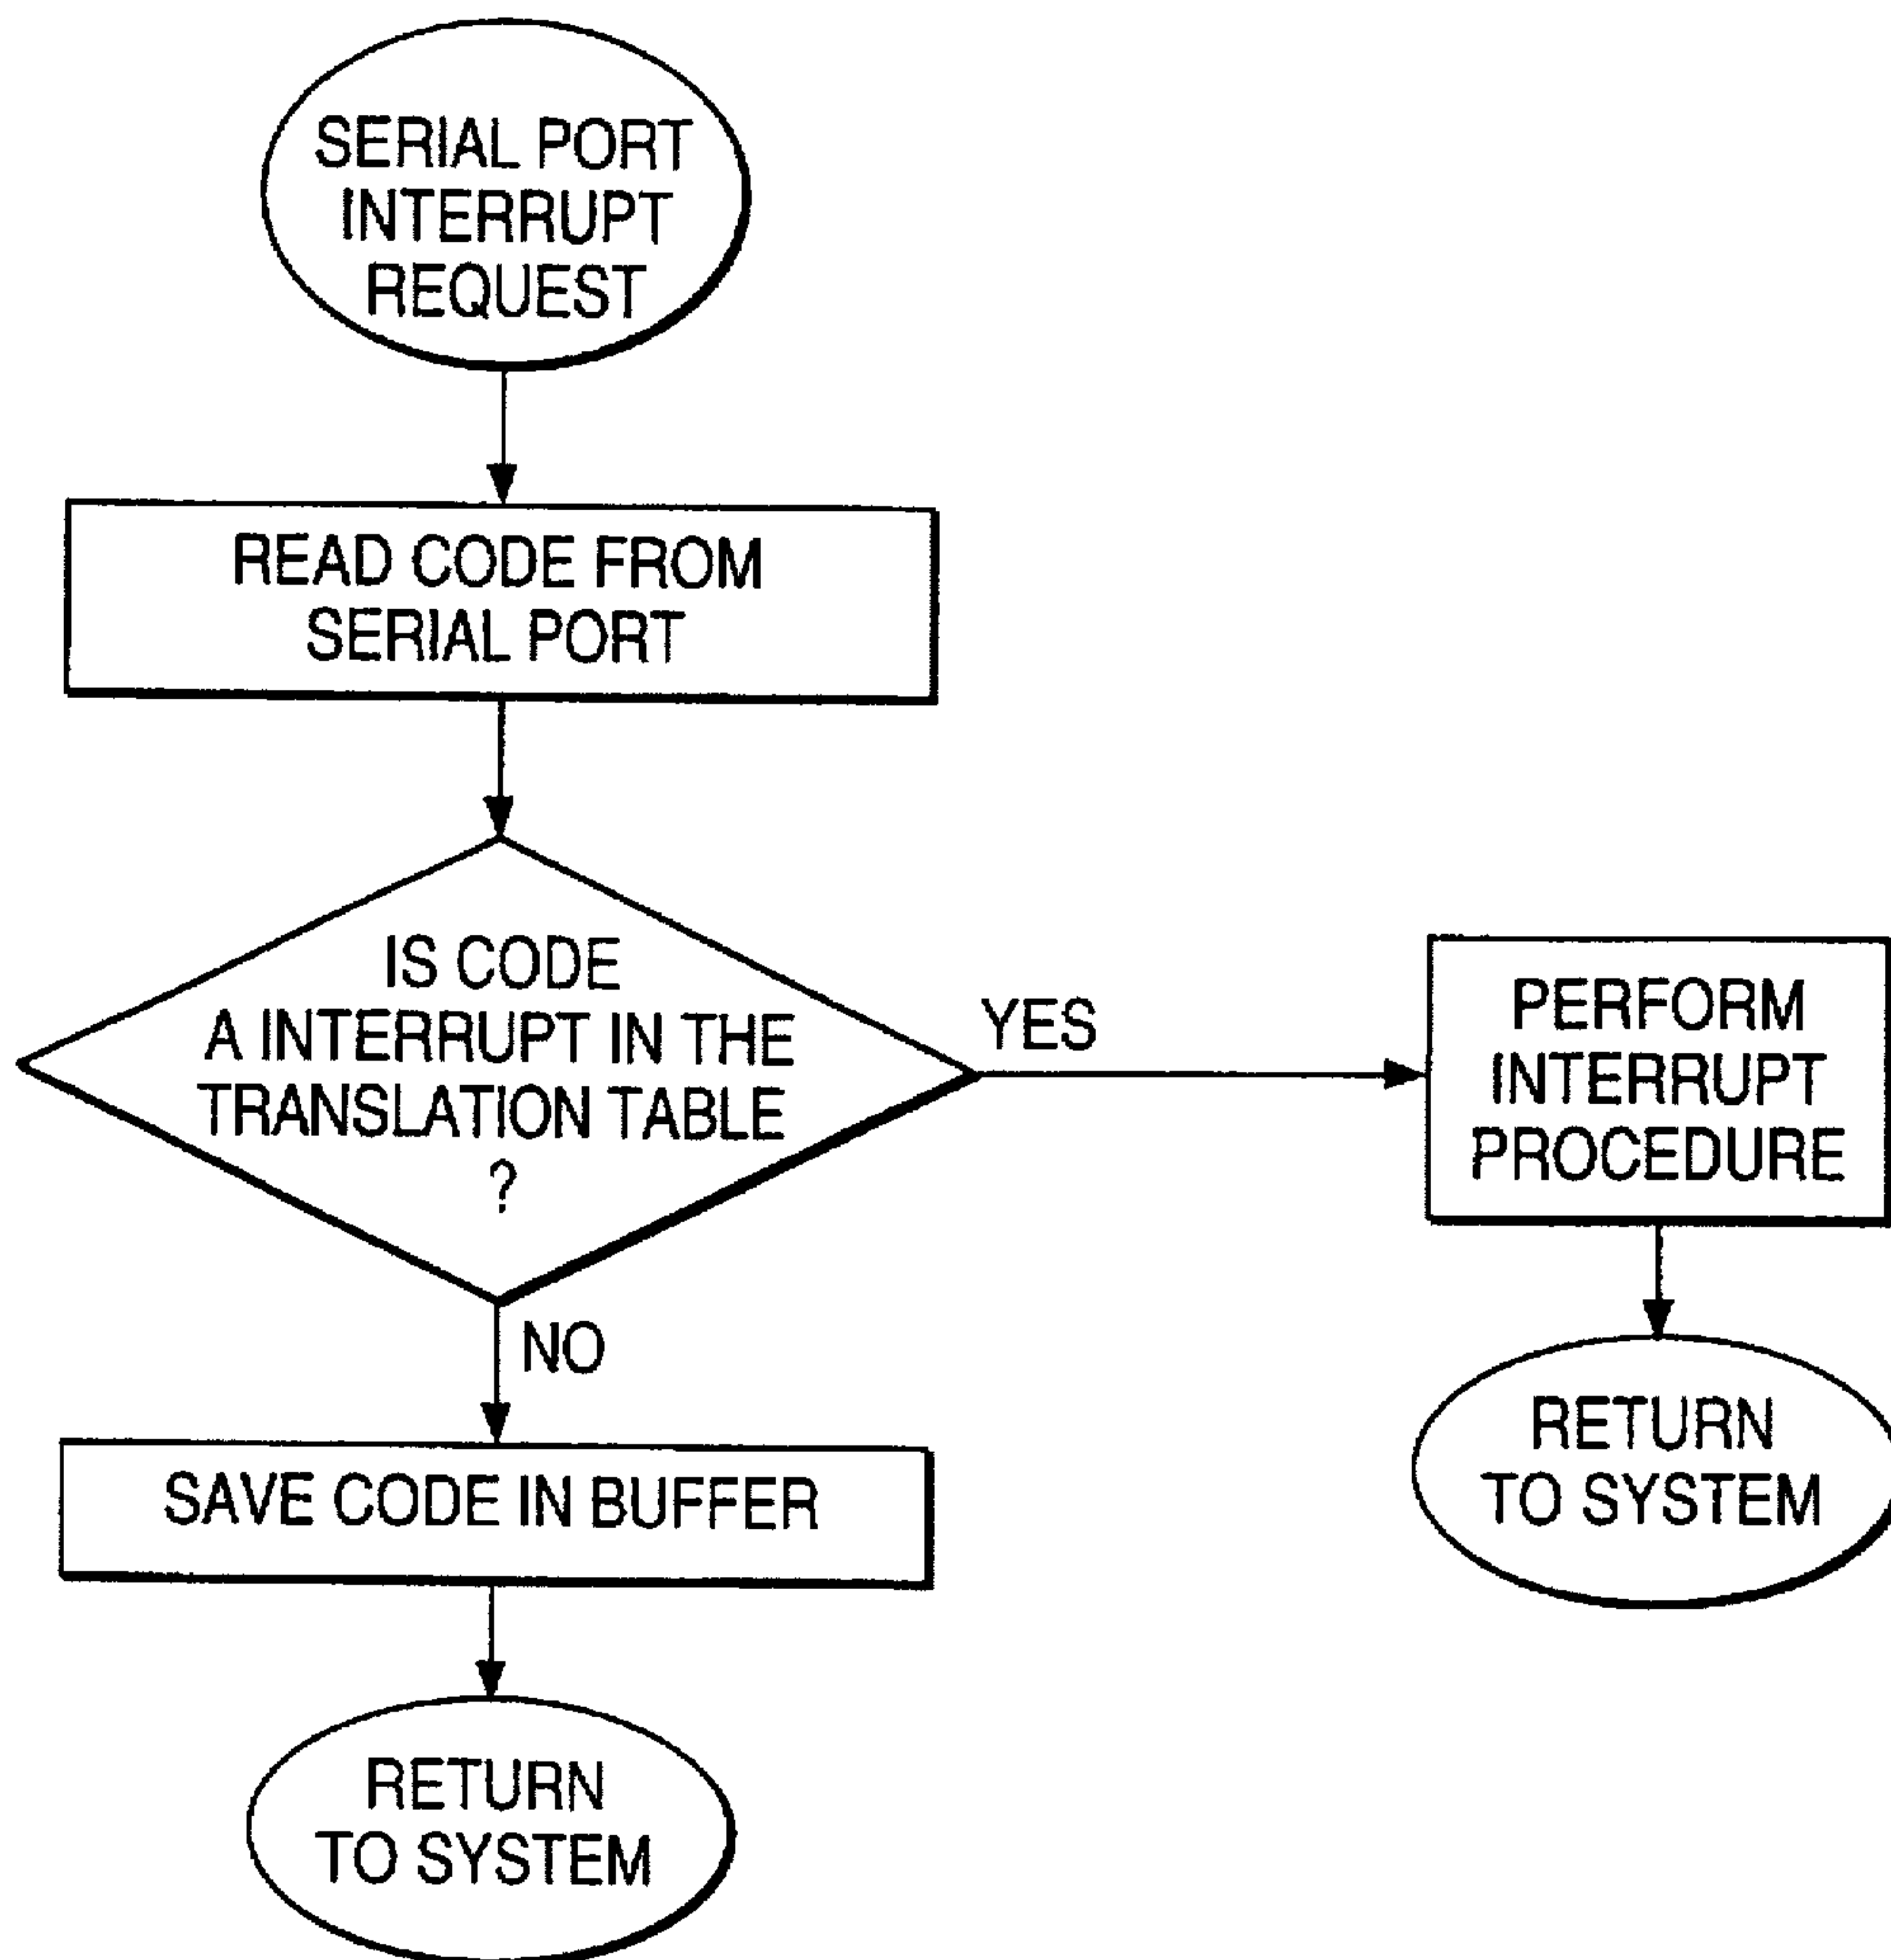 SERIAL PORT
INTERRUPT
REQUEST
READ CODE FROM
SERIAL PORT
IS CODE
A INTERRUPT IN THE
TRANSLATION TABLE
?
YES
PERFORM
INTERRUPT
PROCEDURE
RETURN
TO SYSTEM
NO
SAVE CODE IN BUFFER
RETURN
TO SYSTEM